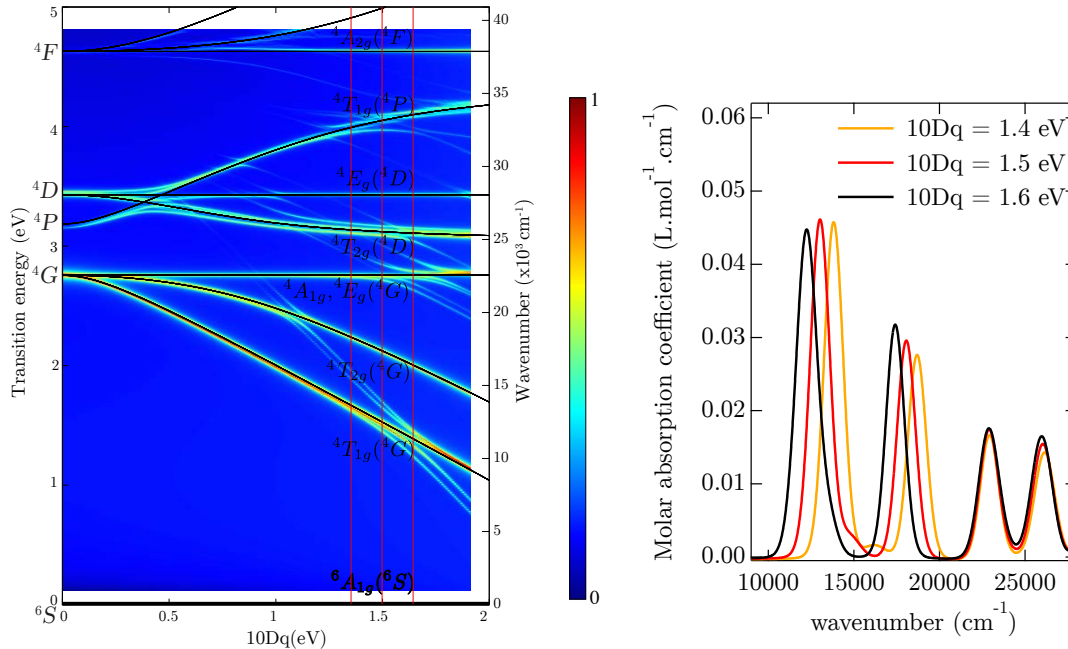 5
4
3
2
1
0
Transition energy (eV)
⁴F
⁴D
⁴P
⁴G
⁶S
⁴A₂g(⁴F)
⁴T₁g(⁴P)
⁴Eg(⁴D)
⁴T₂g(⁴D)
⁴A₁g, ⁴Eg(⁴G)
⁴T₂g(⁴G)
⁴T₁g(⁴G)
⁶A₁g(⁶S)
0 0.5 1 1.5 2
10Dq(eV)
40
35
30
25
20
15
10
5
0
Wavenumber (x10³cm⁻¹)
1
0
0.06
0.05
0.04
0.03
0.02
0.01
0.00
Molar absorption coefficient (L.mol⁻¹.cm⁻¹)
10Dq = 1.4 eV
10Dq = 1.5 eV
10Dq = 1.6 eV
10000 15000 20000 25000
wavenumber (cm⁻¹)